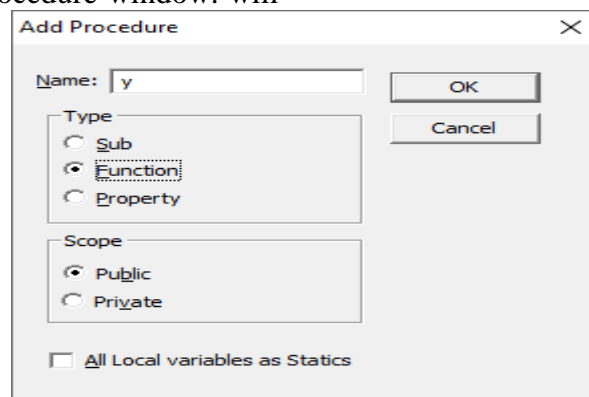 ocedure window. will
Add Procedure
Name: y
OK
Type
Cancel
Sub
Function
Property
Scope
Public
Private
All Local variables as Statics